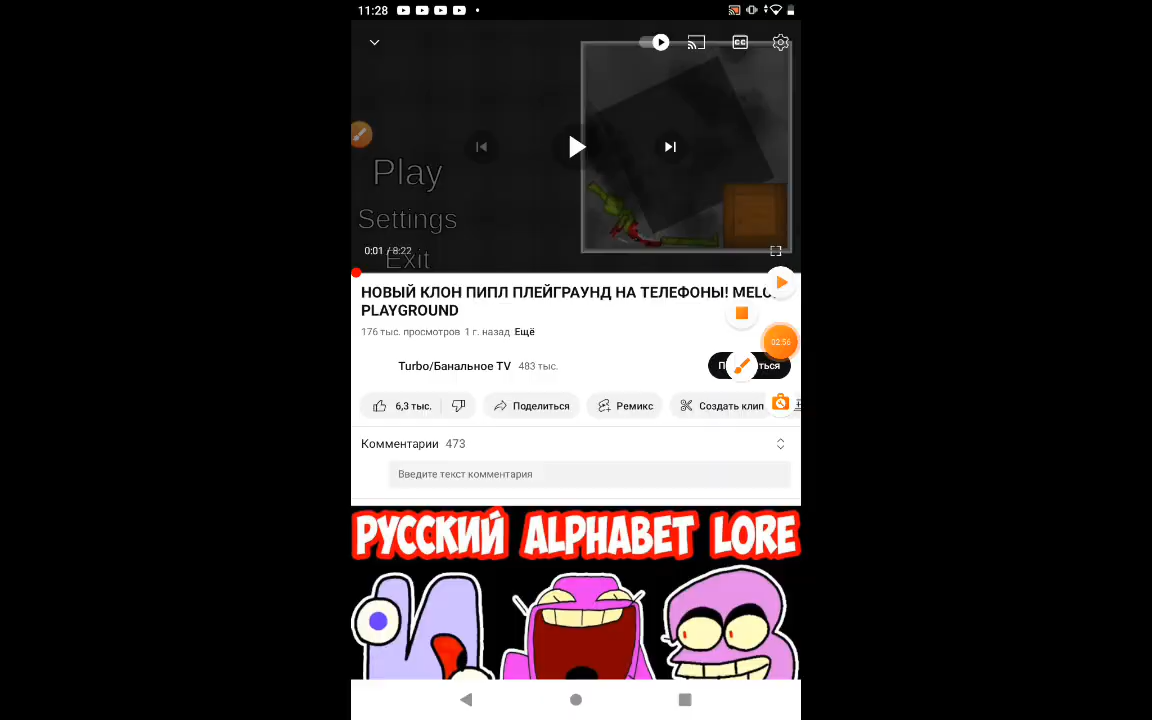 11:28
Play
Settings
Exit
0:01 / 8:22
НОВЫЙ КЛОН ПИПЛ ПЛЕЙГРАУНД НА ТЕЛЕФОНЫ!
PLAYGROUND
176 тыс. просмотров 1 г. назад Ещё
Turbo/Банальное TV 483 тыс.
02:56
6,3 тыс. Поделиться Ремикс Создать клип
Комментарии 473
Введите текст комментария
РУССКИЙ ALPHABET LORE